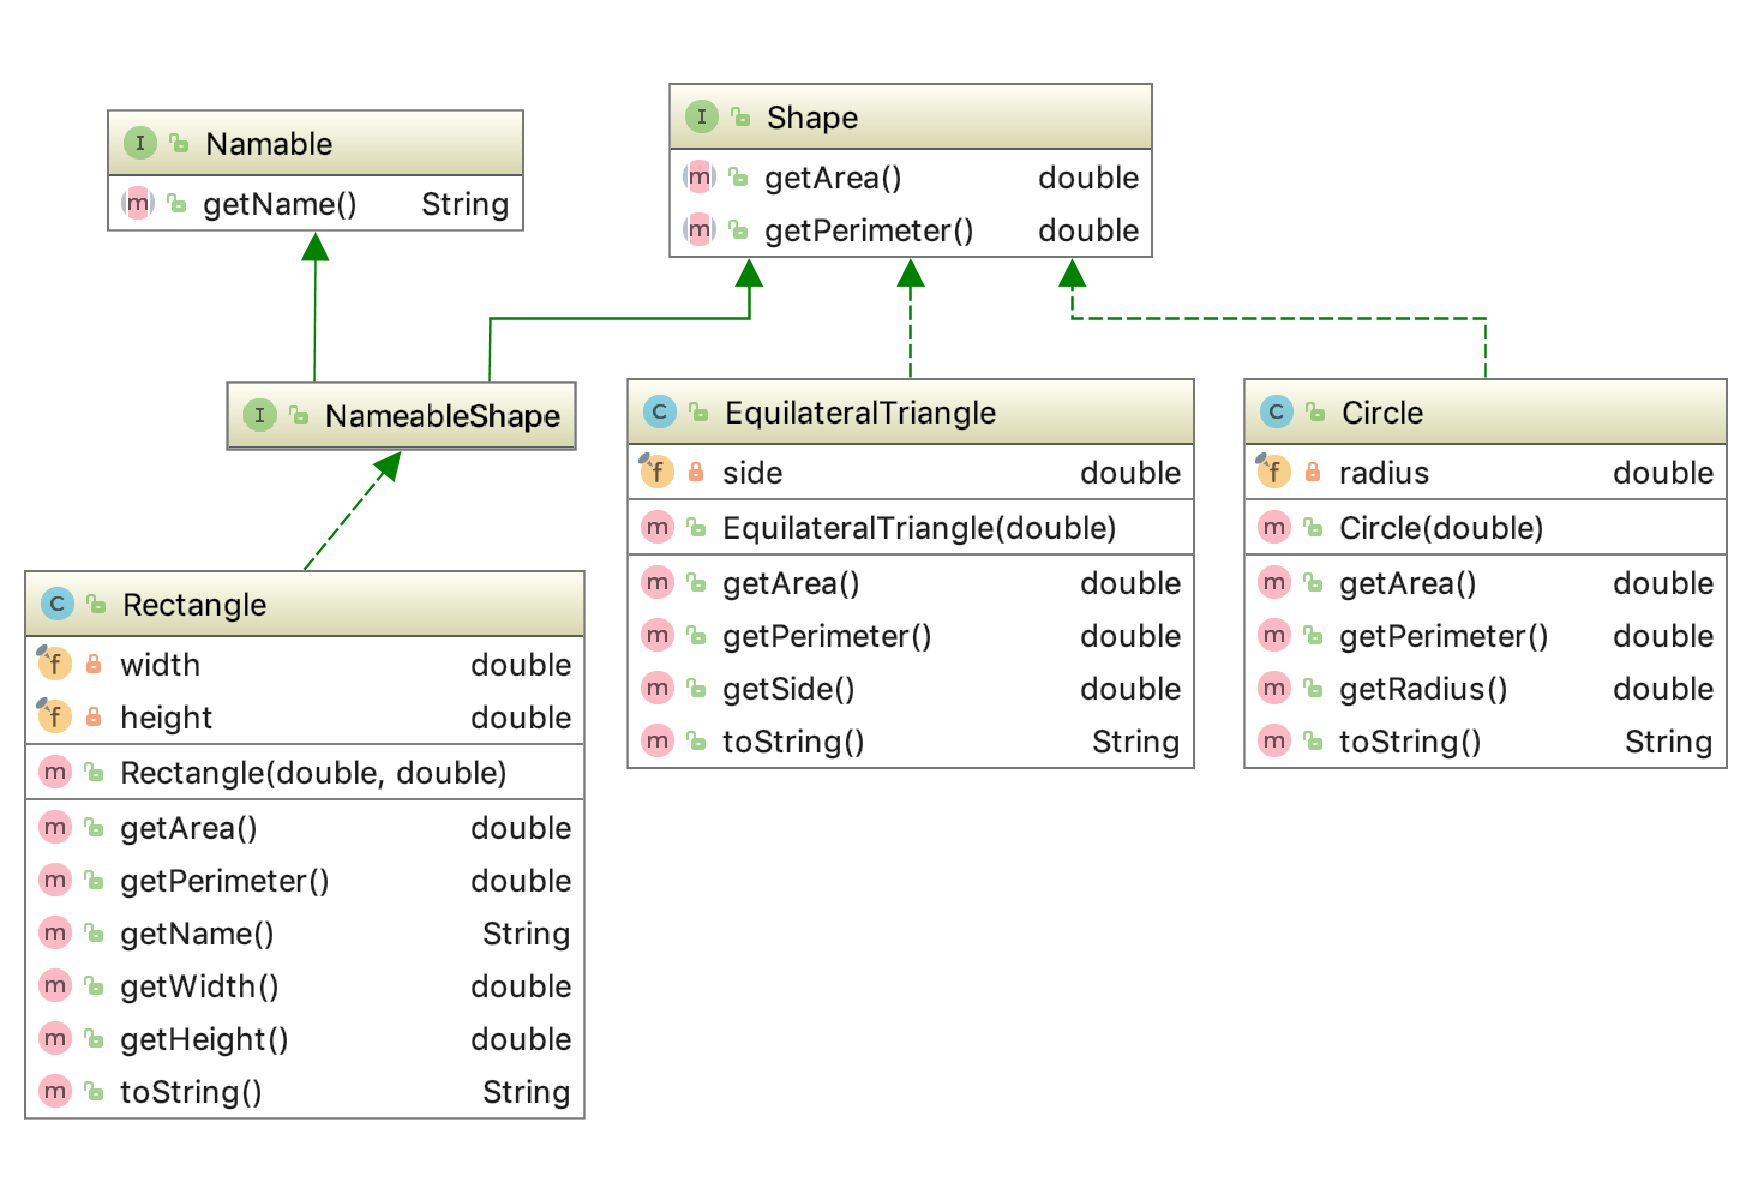 I Namable
m getName() String
I Shape
m getArea() double
m getPerimeter() double
I NameableShape
C EquilateralTriangle
f side double
m EquilateralTriangle(double)
m getArea() double
m getPerimeter() double
m getSide() double
m toString() String
C Circle
f radius double
m Circle(double)
m getArea() double
m getPerimeter() double
m getRadius() double
m toString() String
C Rectangle
f width double
f height double
m Rectangle(double, double)
m getArea() double
m getPerimeter() double
m getName() String
m getWidth() double
m getHeight() double
m toString() String